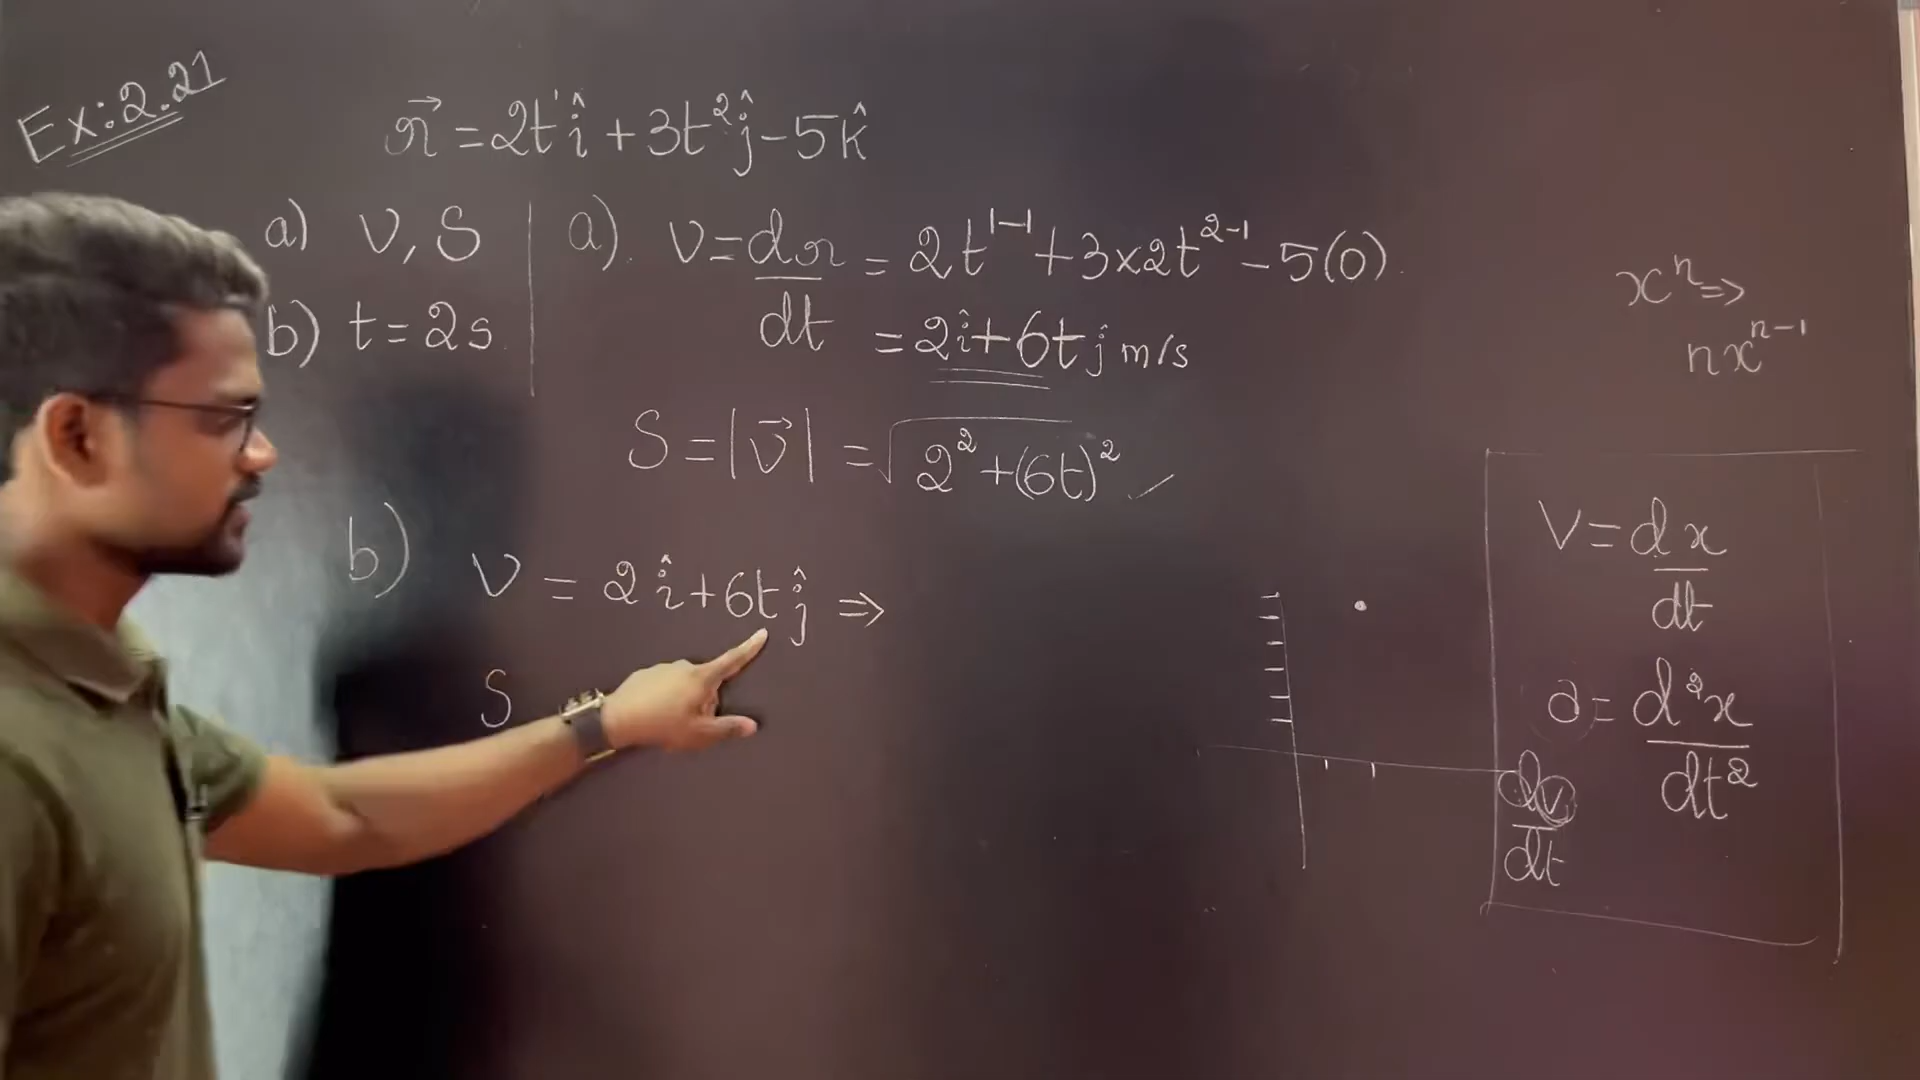 Ex:2.21
r⃗ = 2t¹î + 3t²ĵ - 5k̂
a) V, S
b) t = 2s
a). V = dr/dt = 2t¹⁻¹ + 3×2t²⁻¹ - 5(0)
= 2î + 6tĵ m/s
S = |v⃗| = √(2² + (6t)²) ✓
b) V = 2î + 6tĵ ⇒
S
xⁿ ⇒
nxⁿ⁻¹
V = dx/dt
a = d²x/dt²
dv/dt